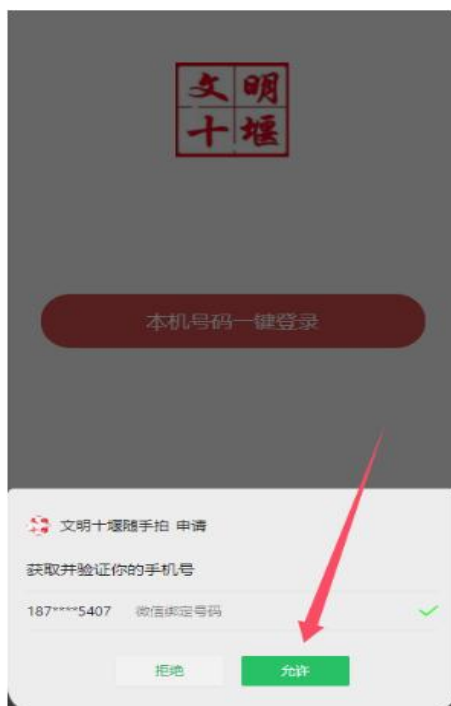 文明
十堰
本机号码一键登录
文明十堰随手拍 申请
获取并验证你的手机号
187****5407 微信绑定号码
拒绝 允许